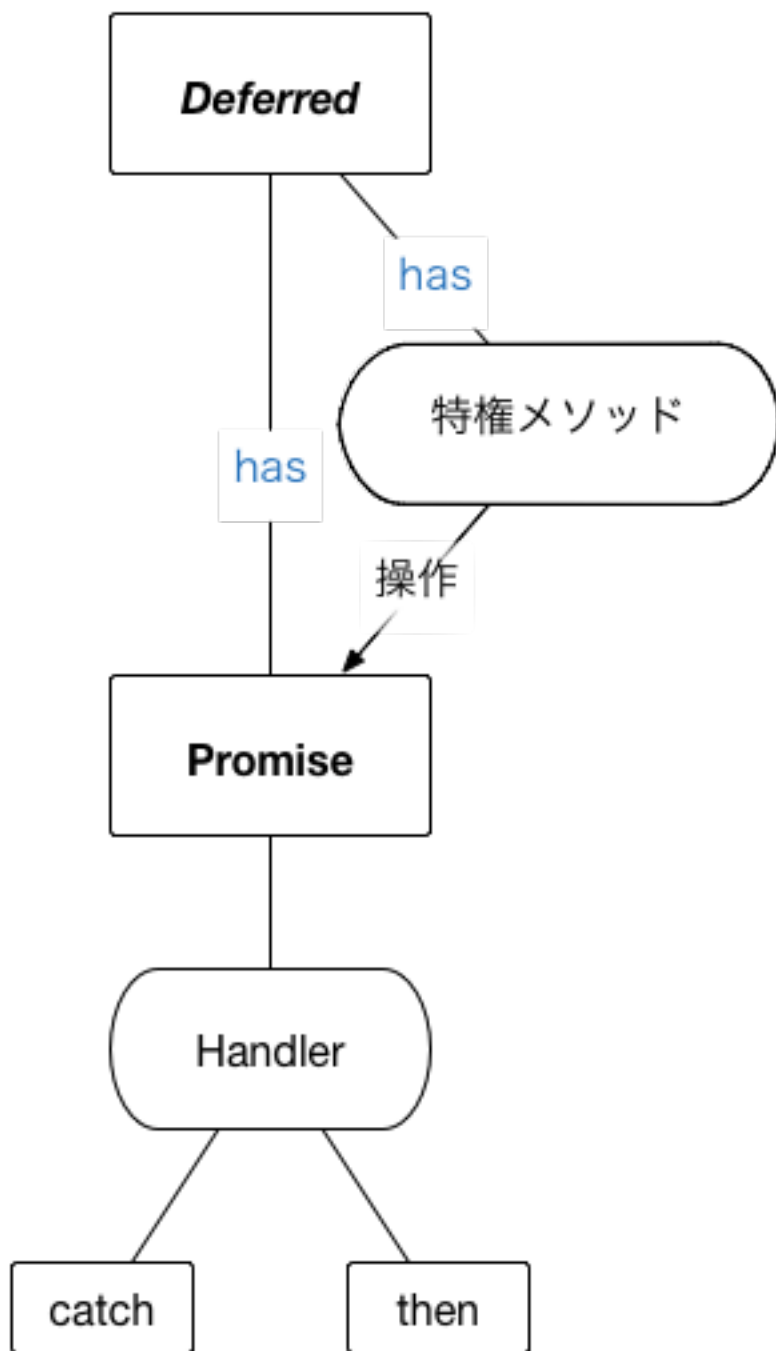 Deferred
has
特権メソッド
has
操作
Promise
Handler
catch
then